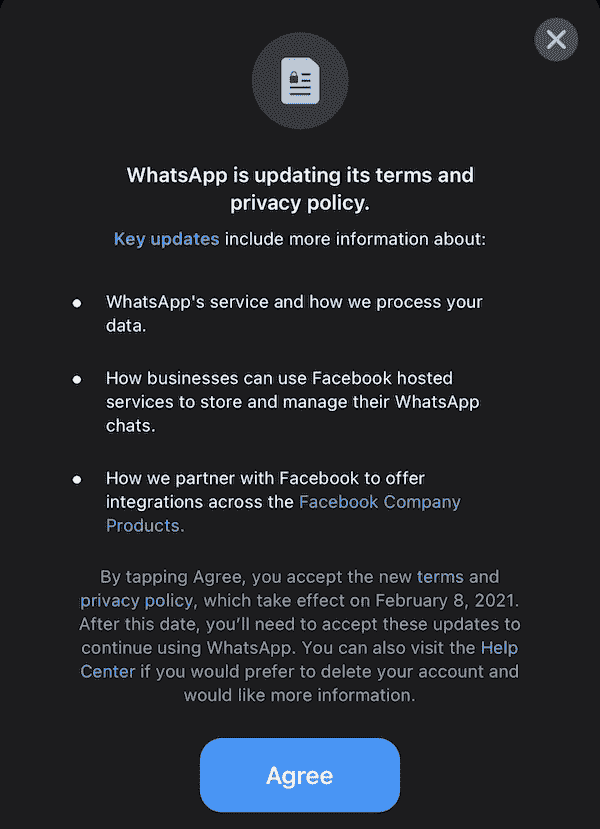 WhatsApp is updating its terms and
privacy policy.
Key updates include more information about:
WhatsApp's service and how we process your
data.
How businesses can use Facebook hosted
services to store and manage their WhatsApp
chats.
How we partner with Facebook to offer
integrations across the Facebook Company
Products.
By tapping Agree, you accept the new terms and
privacy policy, which take effect on February 8, 2021.
After this date, you’ll need to accept these updates to
continue using WhatsApp. You can also visit the Help
Center if you would prefer to delete your account and
would like more information.
Agree